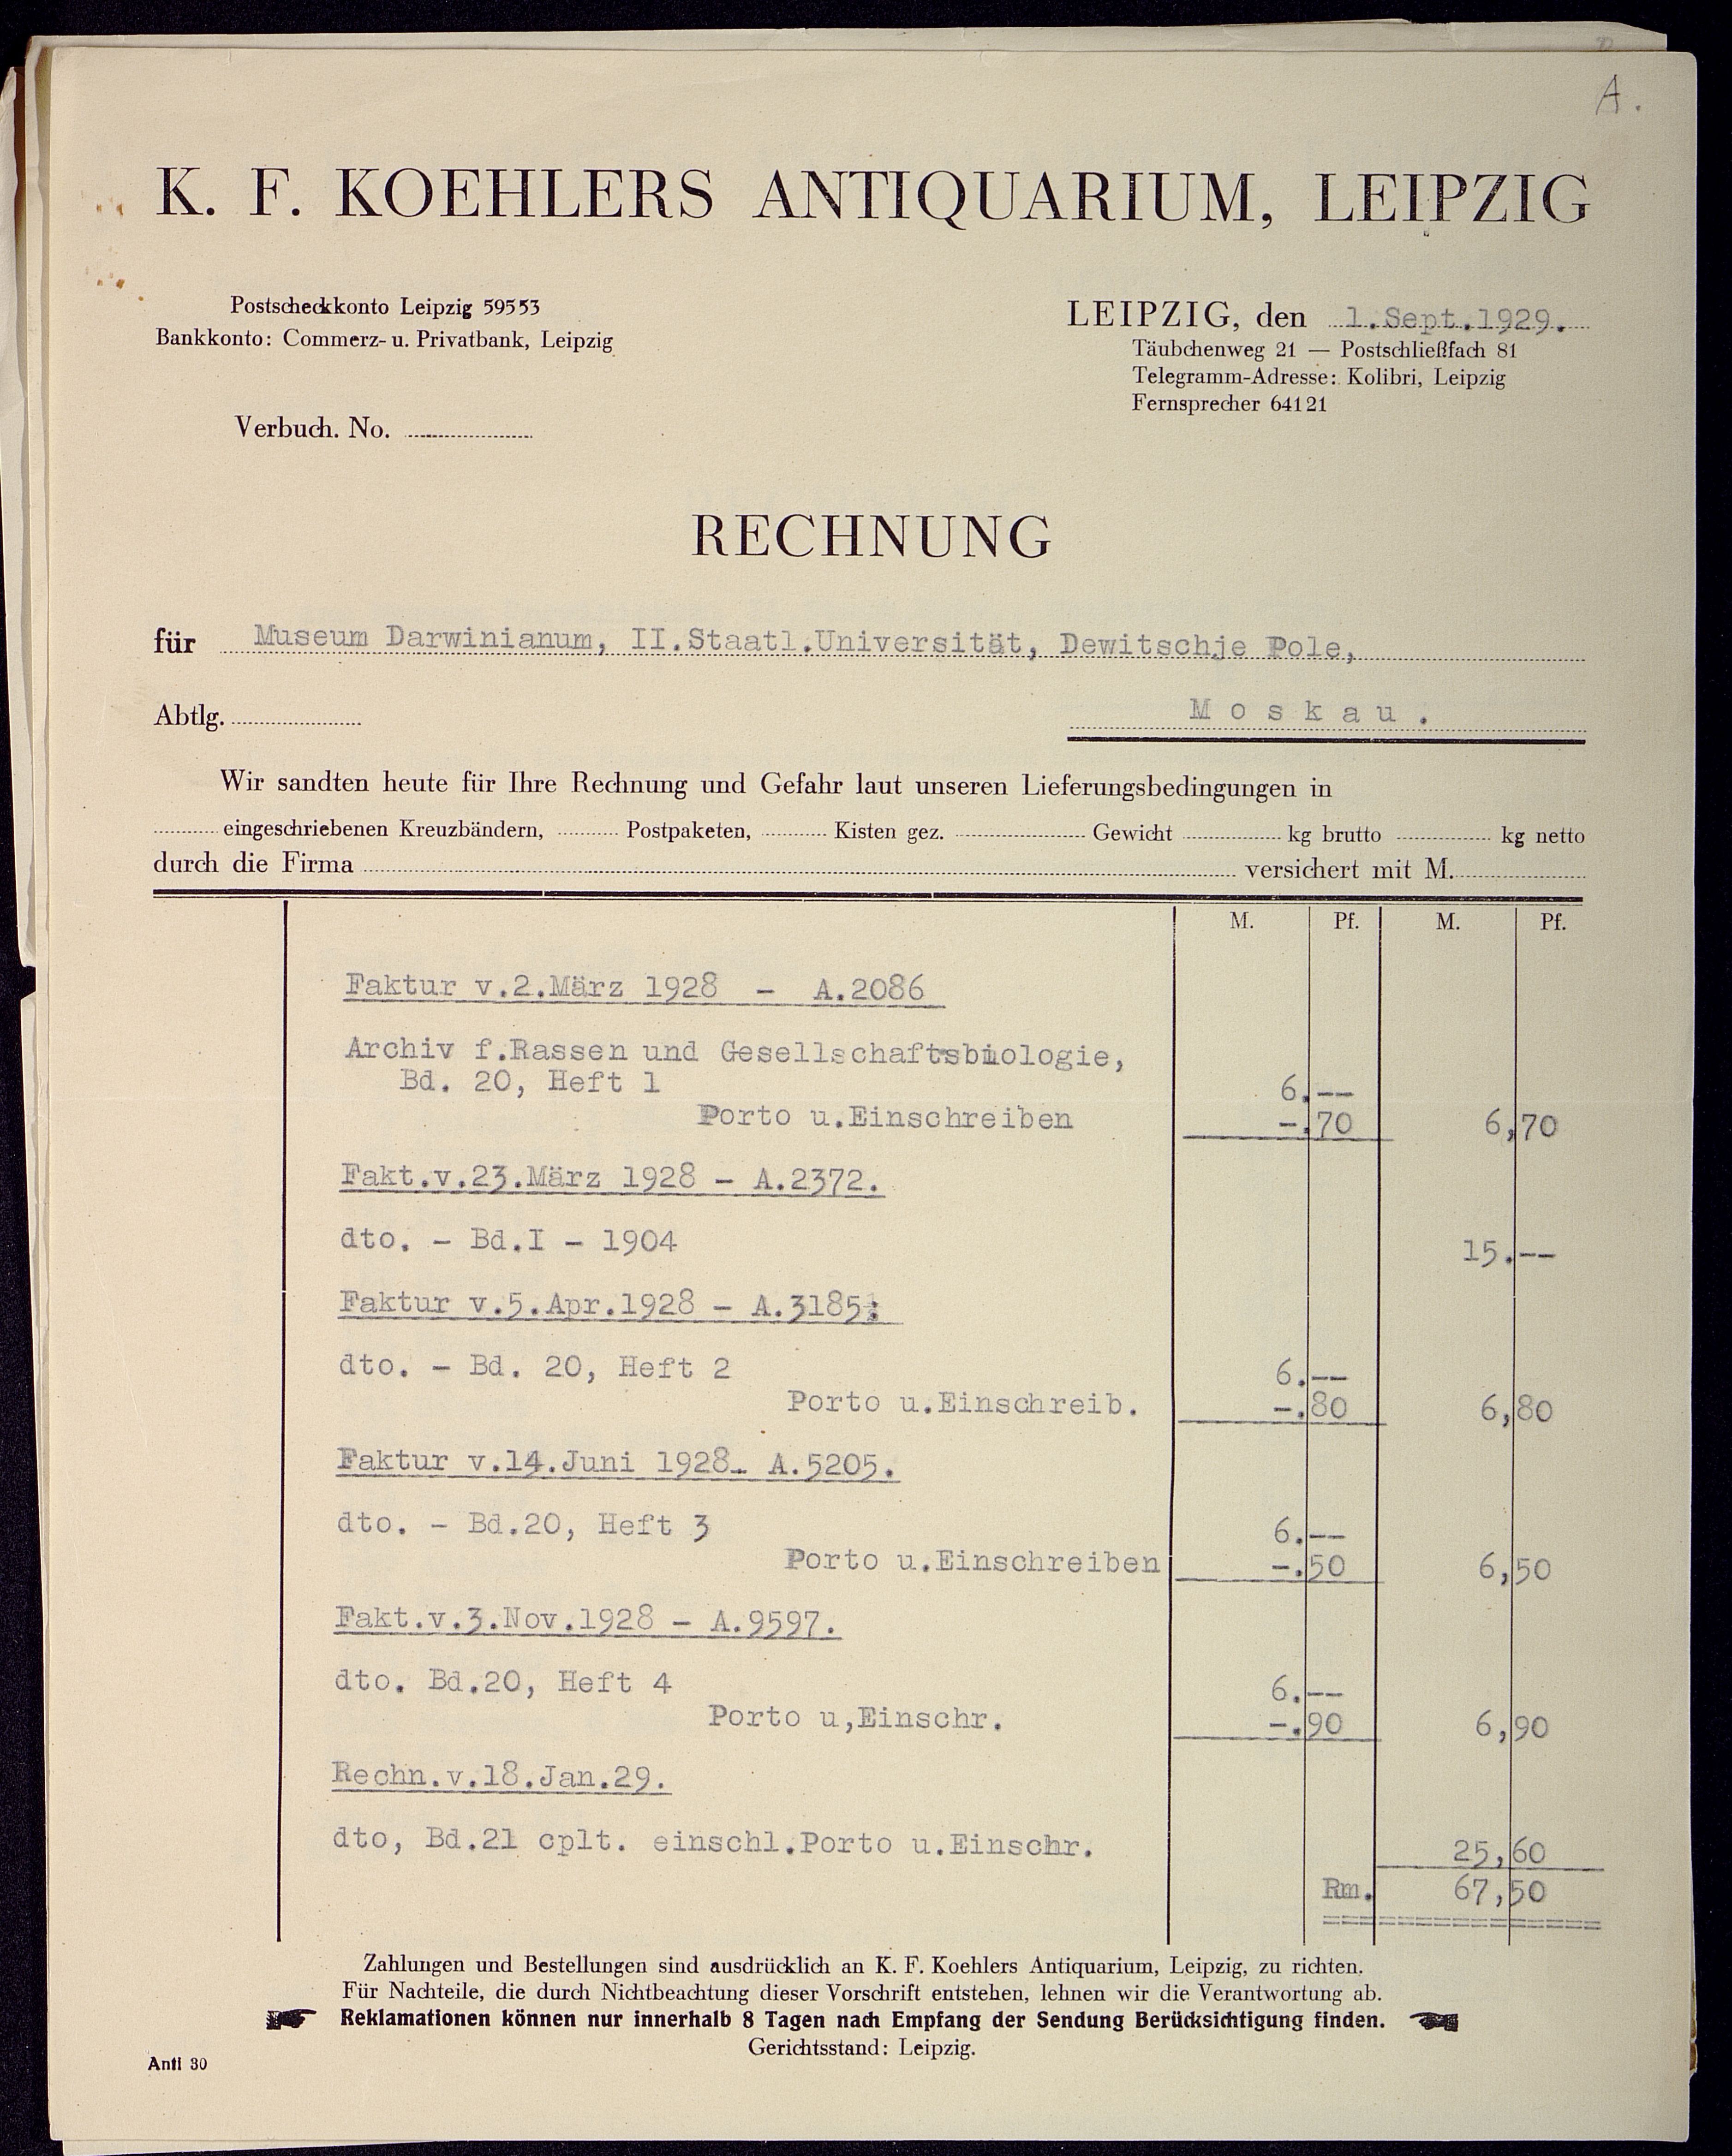 A.
K. F. KOEHLERS ANTIQUARIUM, LEIPZIG
Postscheckkonto Leipzig 59553
Bankkonto: Commerz- u. Privatbank, Leipzig
LEIPZIG, den 1.Sept.1929.
Täubchenweg 21 — Postschließfach 81
Telegramm-Adresse: Kolibri, Leipzig
Fernsprecher 64121
Verbuch. No.
RECHNUNG
für Museum Darwinianum, II.Staatl.Universität, Dewitschje Pole,
Abtlg. Moskau.
Wir sandten heute für Ihre Rechnung und Gefahr laut unseren Lieferungsbedingungen in
eingeschriebenen Kreuzbändern, Postpaketen, Kisten gez. Gewicht kg brutto kg netto
durch die Firma versichert mit M.
M. Pf. M. Pf.
Faktur v.2.März 1928 - A.2086
Archiv f.Rassen und Gesellschaftsbiologie,
Bd. 20, Heft 1 6.--
Porto u.Einschreiben -.70 6,70
Fakt.v.23.März 1928 - A.2372.
dto. - Bd.I - 1904 15.--
Faktur v.5.Apr.1928 - A.3185:
dto. - Bd. 20, Heft 2 6.--
Porto u.Einschreib. -.80 6,80
Faktur v.14.Juni 1928- A.5205.
dto. - Bd.20, Heft 3 6.--
Porto u.Einschreiben -.50 6,50
Fakt.v.3.Nov.1928 - A.9597.
dto. Bd.20, Heft 4 6.--
Porto u,Einschr. -.90 6,90
Rechn.v.18.Jan.29.
dto, Bd.21 cplt. einschl.Porto u.Einschr. 25,60
Rm. 67,50
Zahlungen und Bestellungen sind ausdrücklich an K. F. Koehlers Antiquarium, Leipzig, zu richten.
Für Nachteile, die durch Nichtbeachtung dieser Vorschrift entstehen, lehnen wir die Verantwortung ab.
Reklamationen können nur innerhalb 8 Tagen nach Empfang der Sendung Berücksichtigung finden.
Gerichtsstand: Leipzig.
Anti 30